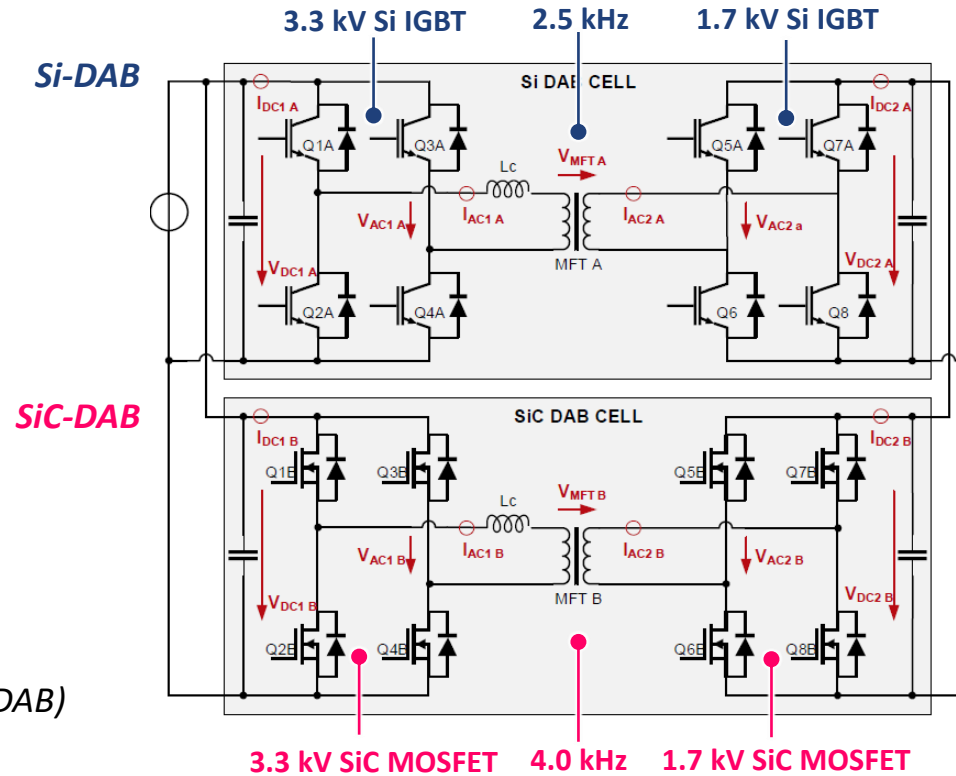 3.3 kV Si IGBT 2.5 kHz 1.7 kV Si IGBT
Si-DAB
Si DAB CELL
IDC1 A IDC2 A
Q1A Q3A Q5A Q7A
VMFT A
Lc
VAC1 A IAC1 A IAC2 A VAC2 a
MFT A
VDC1 A VDC2 A
Q2A Q4A Q6 Q8
SiC-DAB
SiC DAB CELL
IDC1 B IDC2 B
Q1B Q3B Q5B Q7B
VMFT B
Lc
VAC1 B IAC1 B IAC2 B VAC2 B
MFT B
VDC1 B VDC2 B
Q2B Q4B Q6B Q8B
DAB)
3.3 kV SiC MOSFET 4.0 kHz 1.7 kV SiC MOSFET